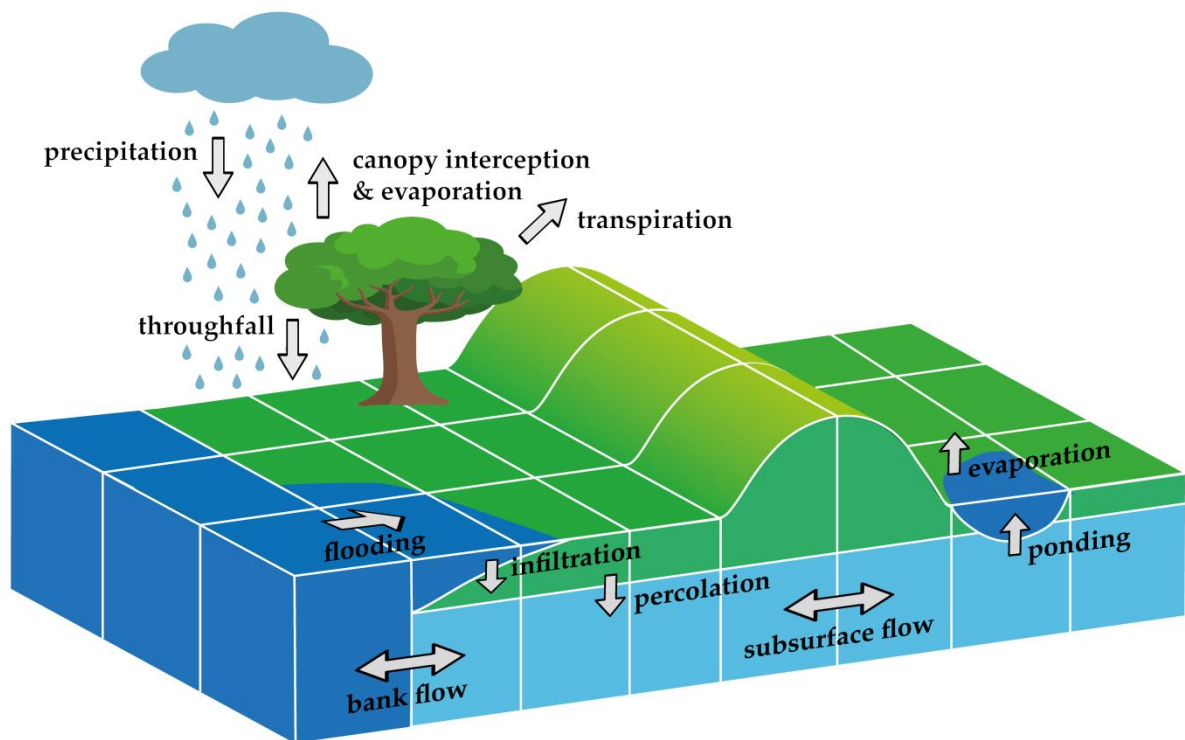 precipitation
canopy interception
& evaporation
transpiration
throughfall
evaporation
flooding
infiltration
ponding
percolation
subsurface flow
bank flow